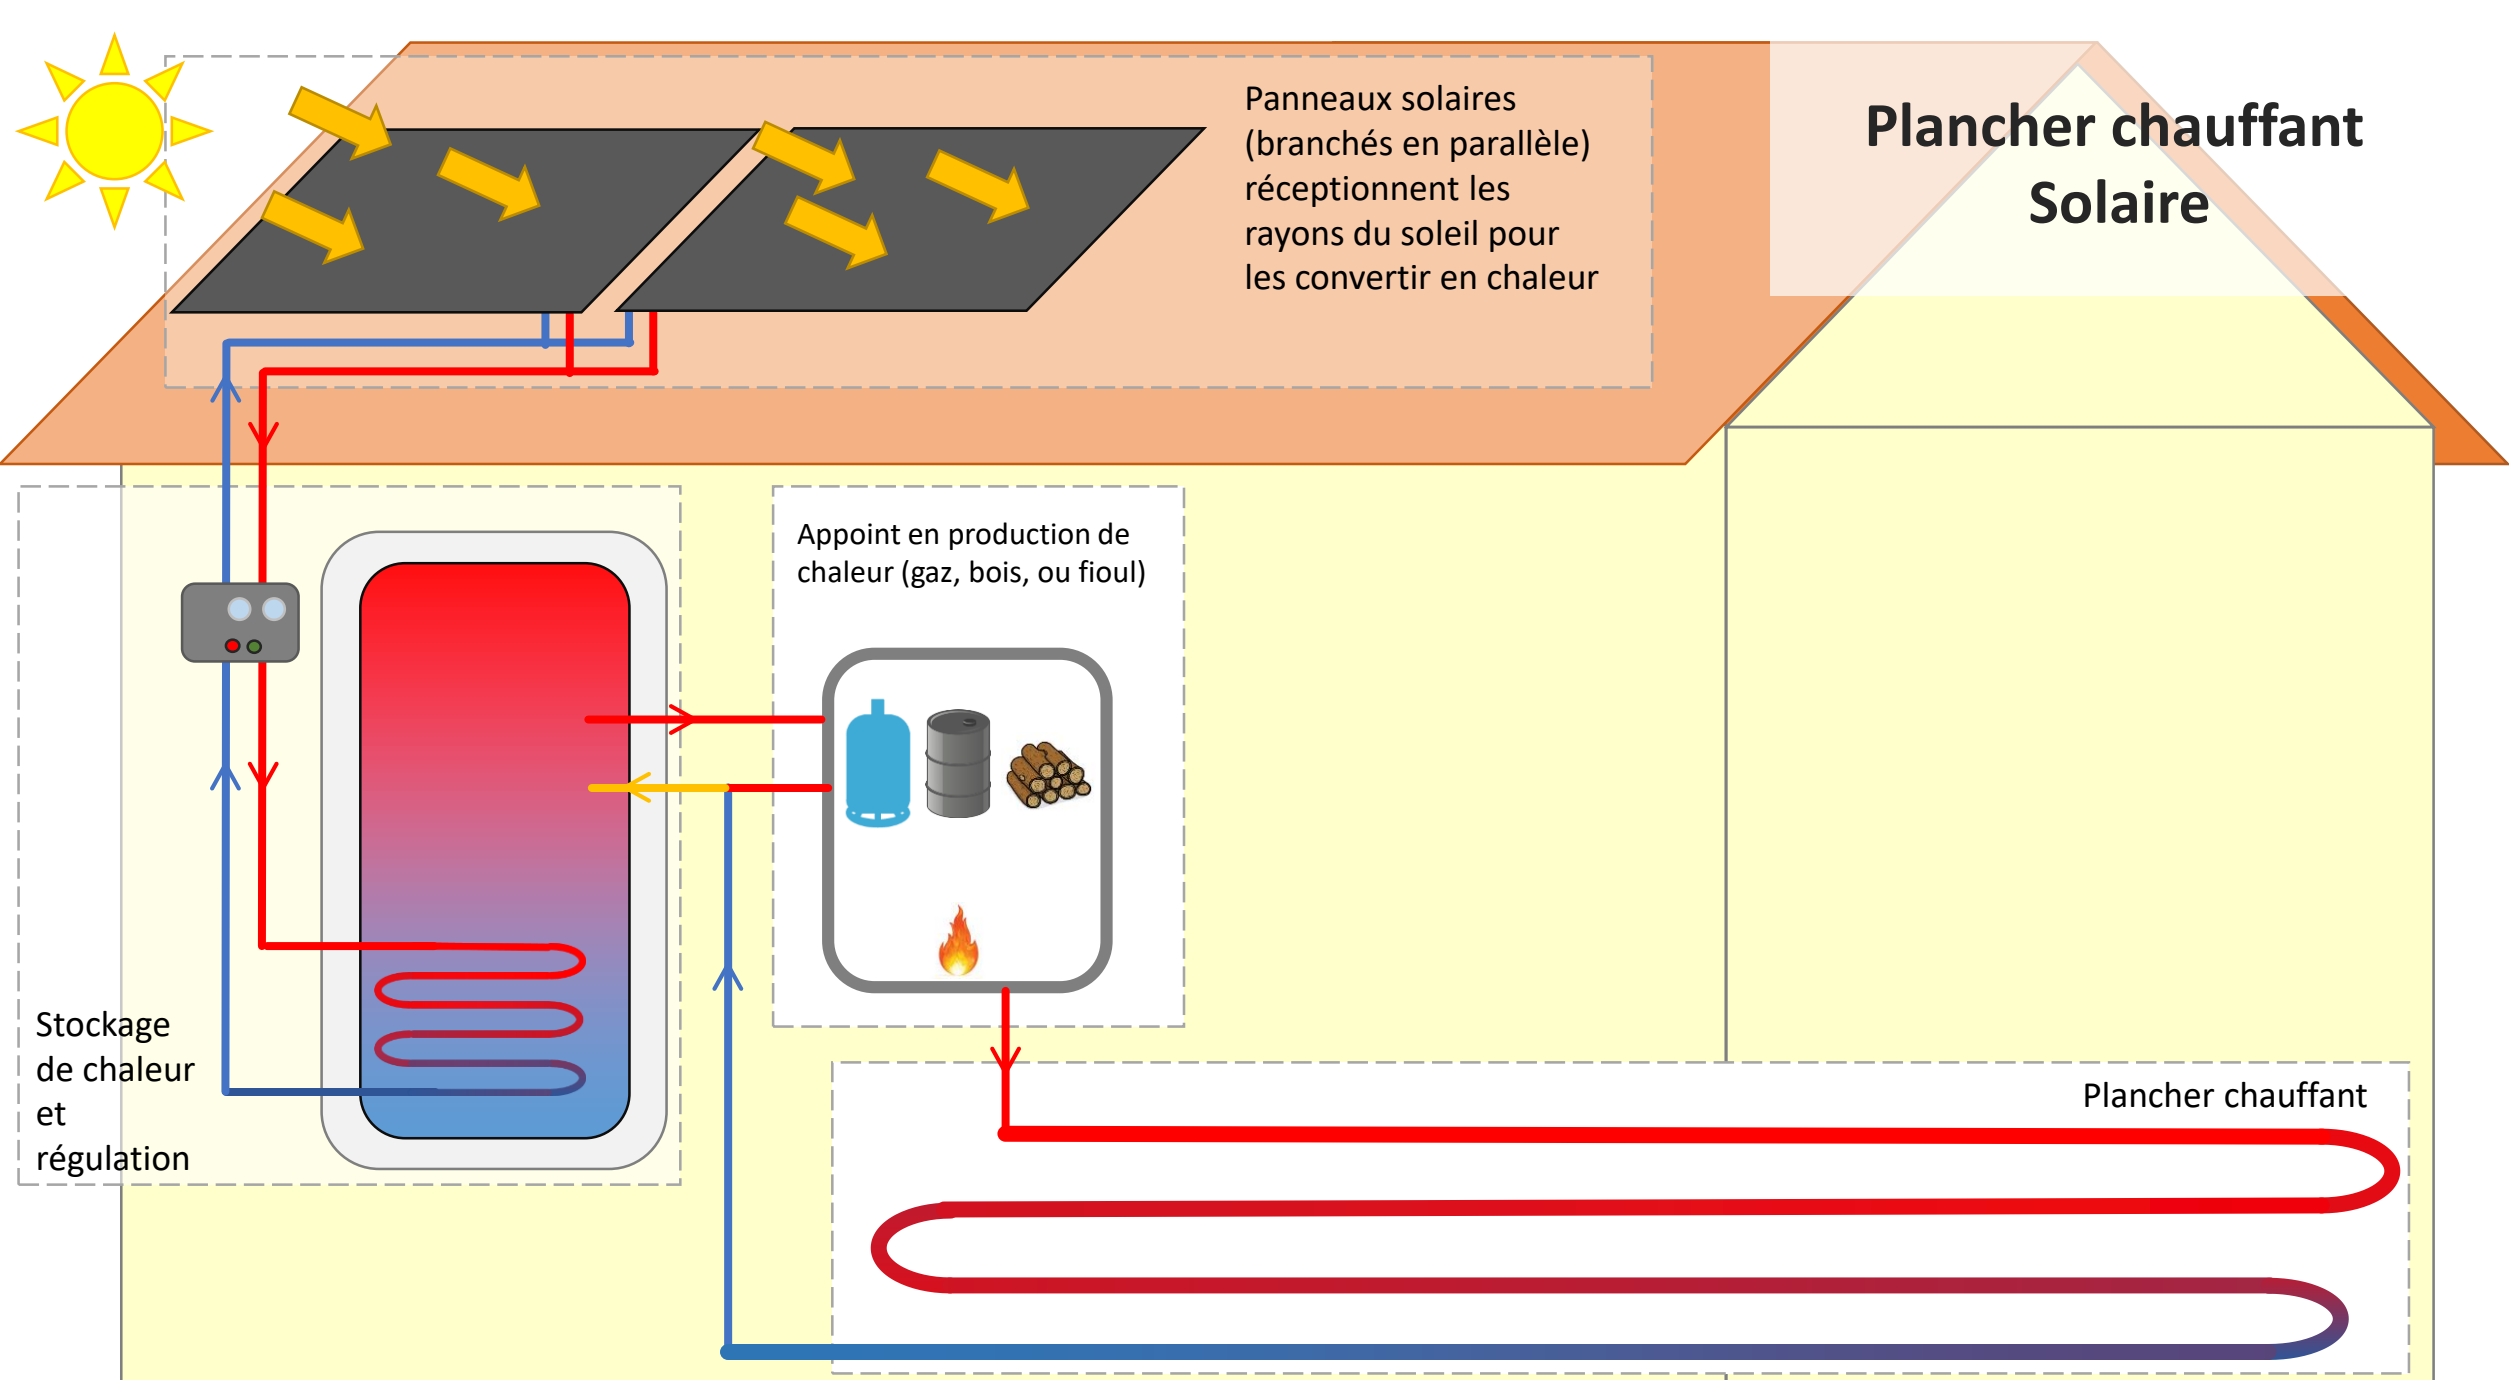 Plancher chauffant
Solaire
Panneaux solaires
(branchés en parallèle)
réceptionnent les
rayons du soleil pour
les convertir en chaleur
Appoint en production de
chaleur (gaz, bois, ou fioul)
Stockage
de chaleur
et
régulation
Plancher chauffant